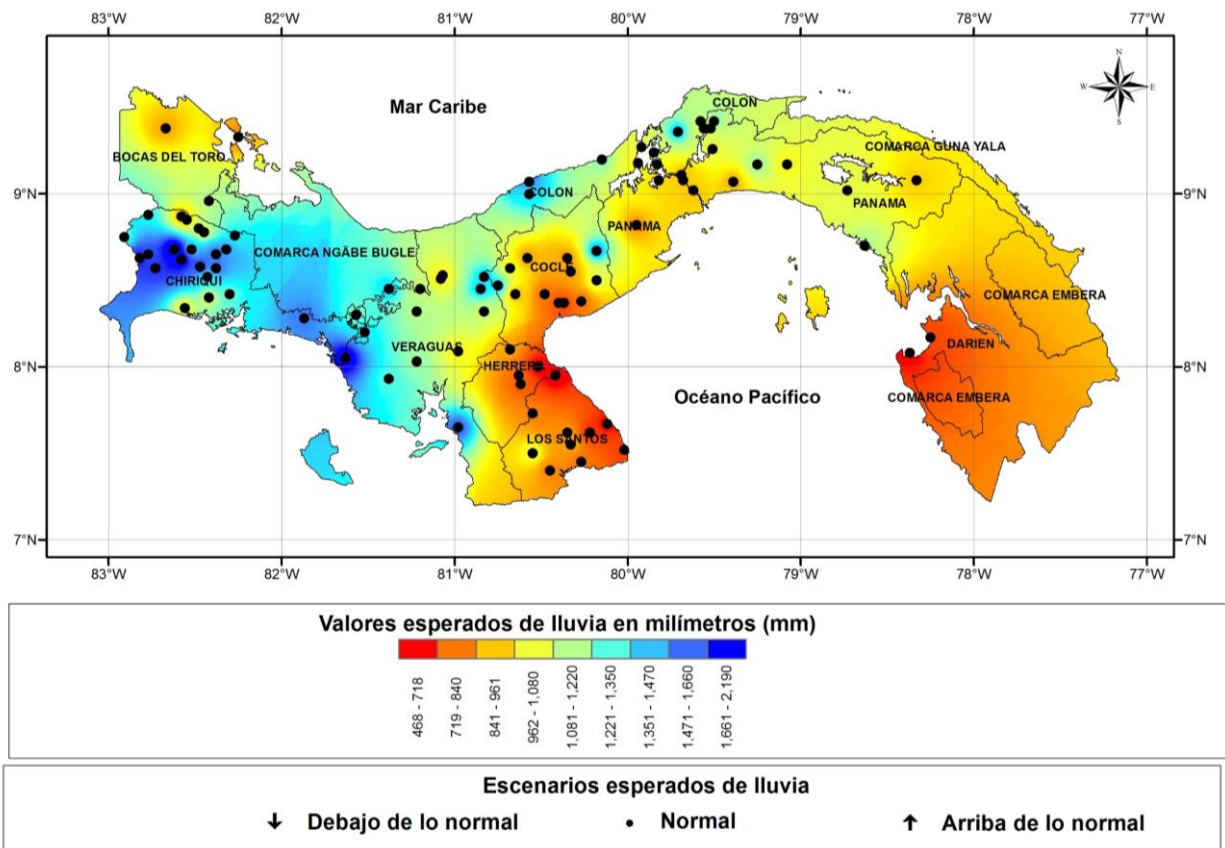 83°W 82°W 81°W 80°W 79°W 78°W 77°W
N
W E
S
COLON
Mar Caribe
BOCAS DEL TORO
COMARCA GUNA YALA
9°N 9°N
COLON
PANAMA
PANAMA
COMARCA NGÄBE BUGLE
COCLE
CHIRIQUI
COMARCA EMBERA
VERAGUAS
DARIEN
8°N 8°N
HERRERA
Océano Pacífico
COMARCA EMBERA
LOS SANTOS
7°N 7°N
83°W 82°W 81°W 80°W 79°W 78°W 77°W
Valores esperados de lluvia en milímetros (mm)
468 - 718
719 - 840
841 - 961
962 - 1,080
1,081 - 1,220
1,221 - 1,350
1,351 - 1,470
1,471 - 1,660
1,661 - 2,190
Escenarios esperados de lluvia
↓ Debajo de lo normal • Normal ↑ Arriba de lo normal